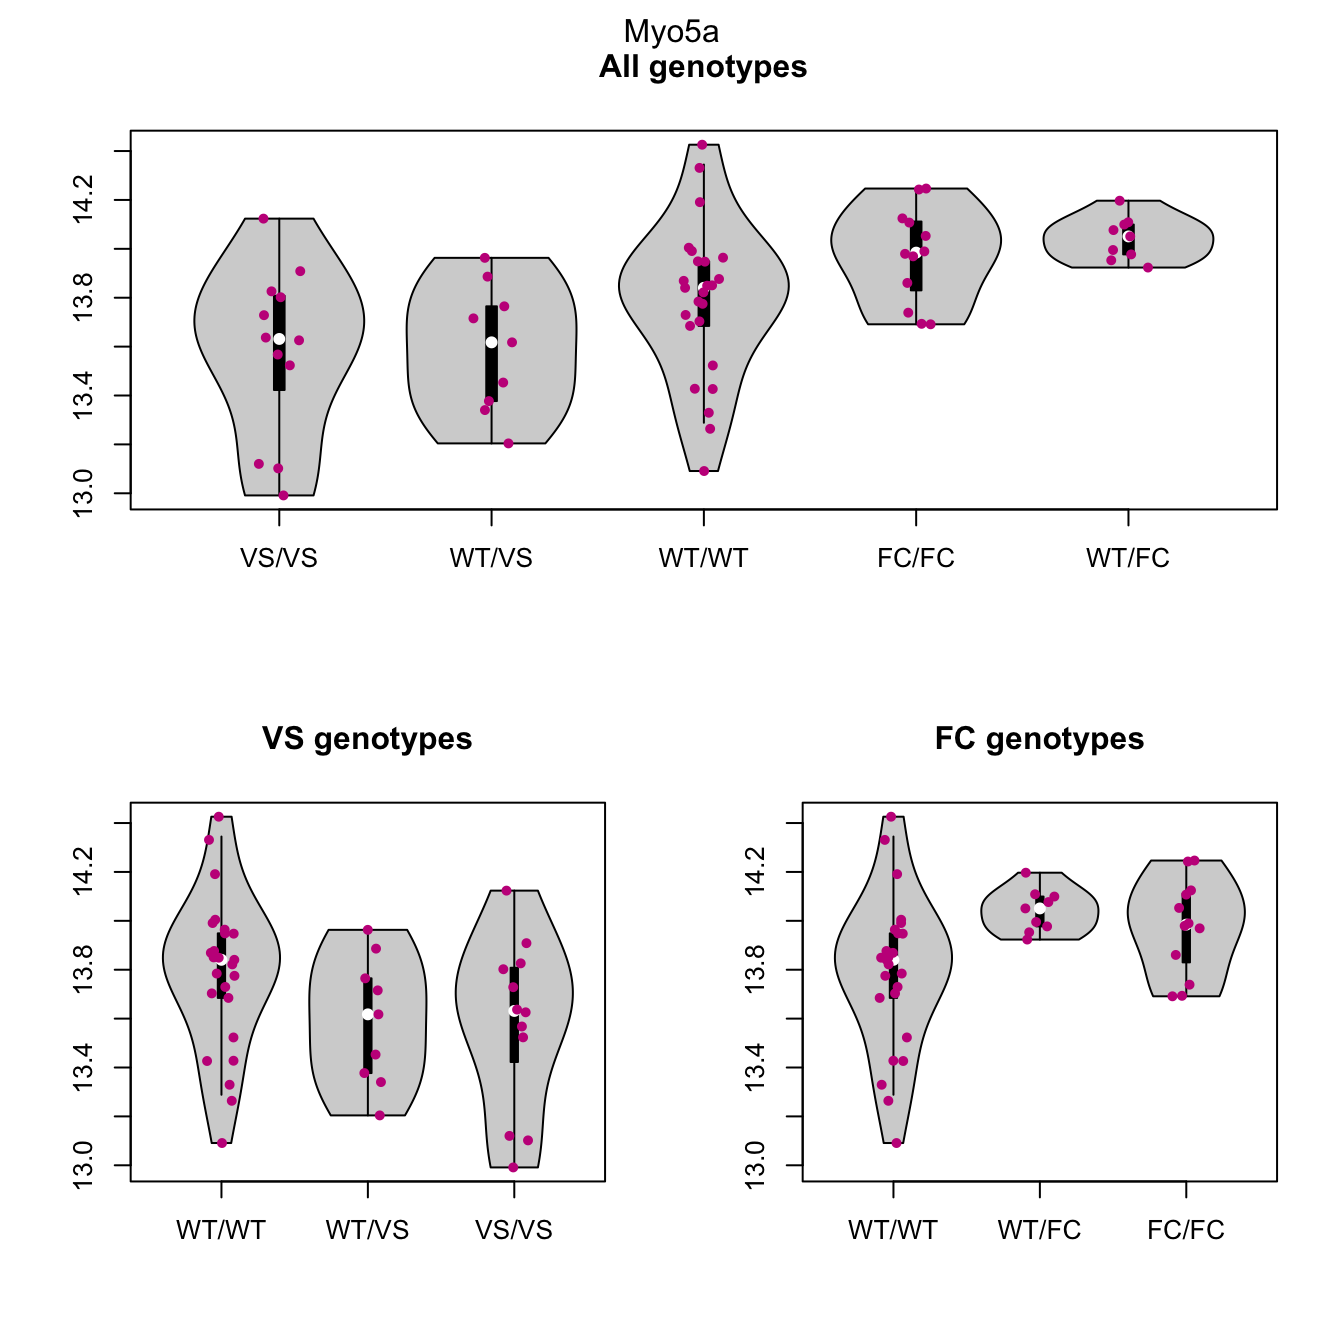 Myo5a
All genotypes
14.2
13.8
13.4
13.0
VS/VS WT/VS WT/WT FC/FC WT/FC
VS genotypes
14.2
13.8
13.4
13.0
WT/WT WT/VS VS/VS
FC genotypes
14.2
13.8
13.4
13.0
WT/WT WT/FC FC/FC